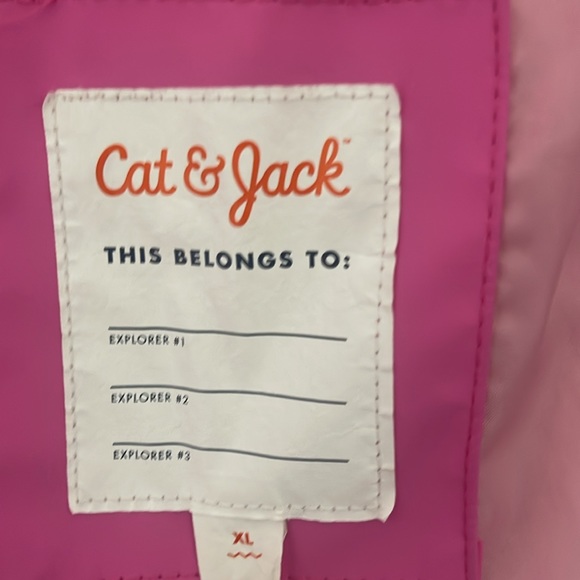 Cat & Jack™
THIS BELONGS TO:
EXPLORER #1
EXPLORER #2
EXPLORER #3
XL